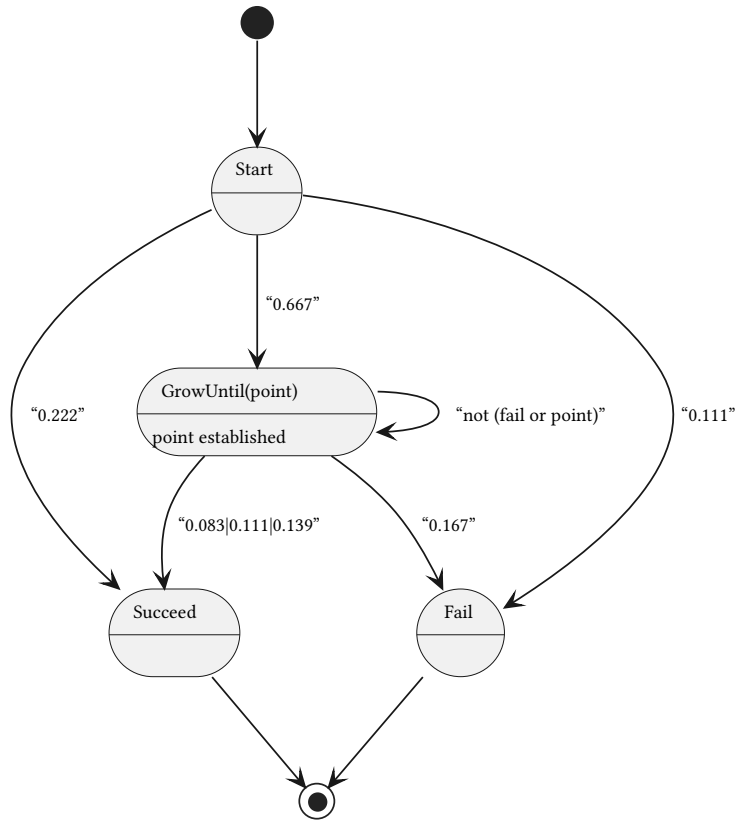 Start
“0.667”
GrowUntil(point)
point established
“0.222”
“not (fail or point)”
“0.111”
“0.083|0.111|0.139”
“0.167”
Succeed
Fail